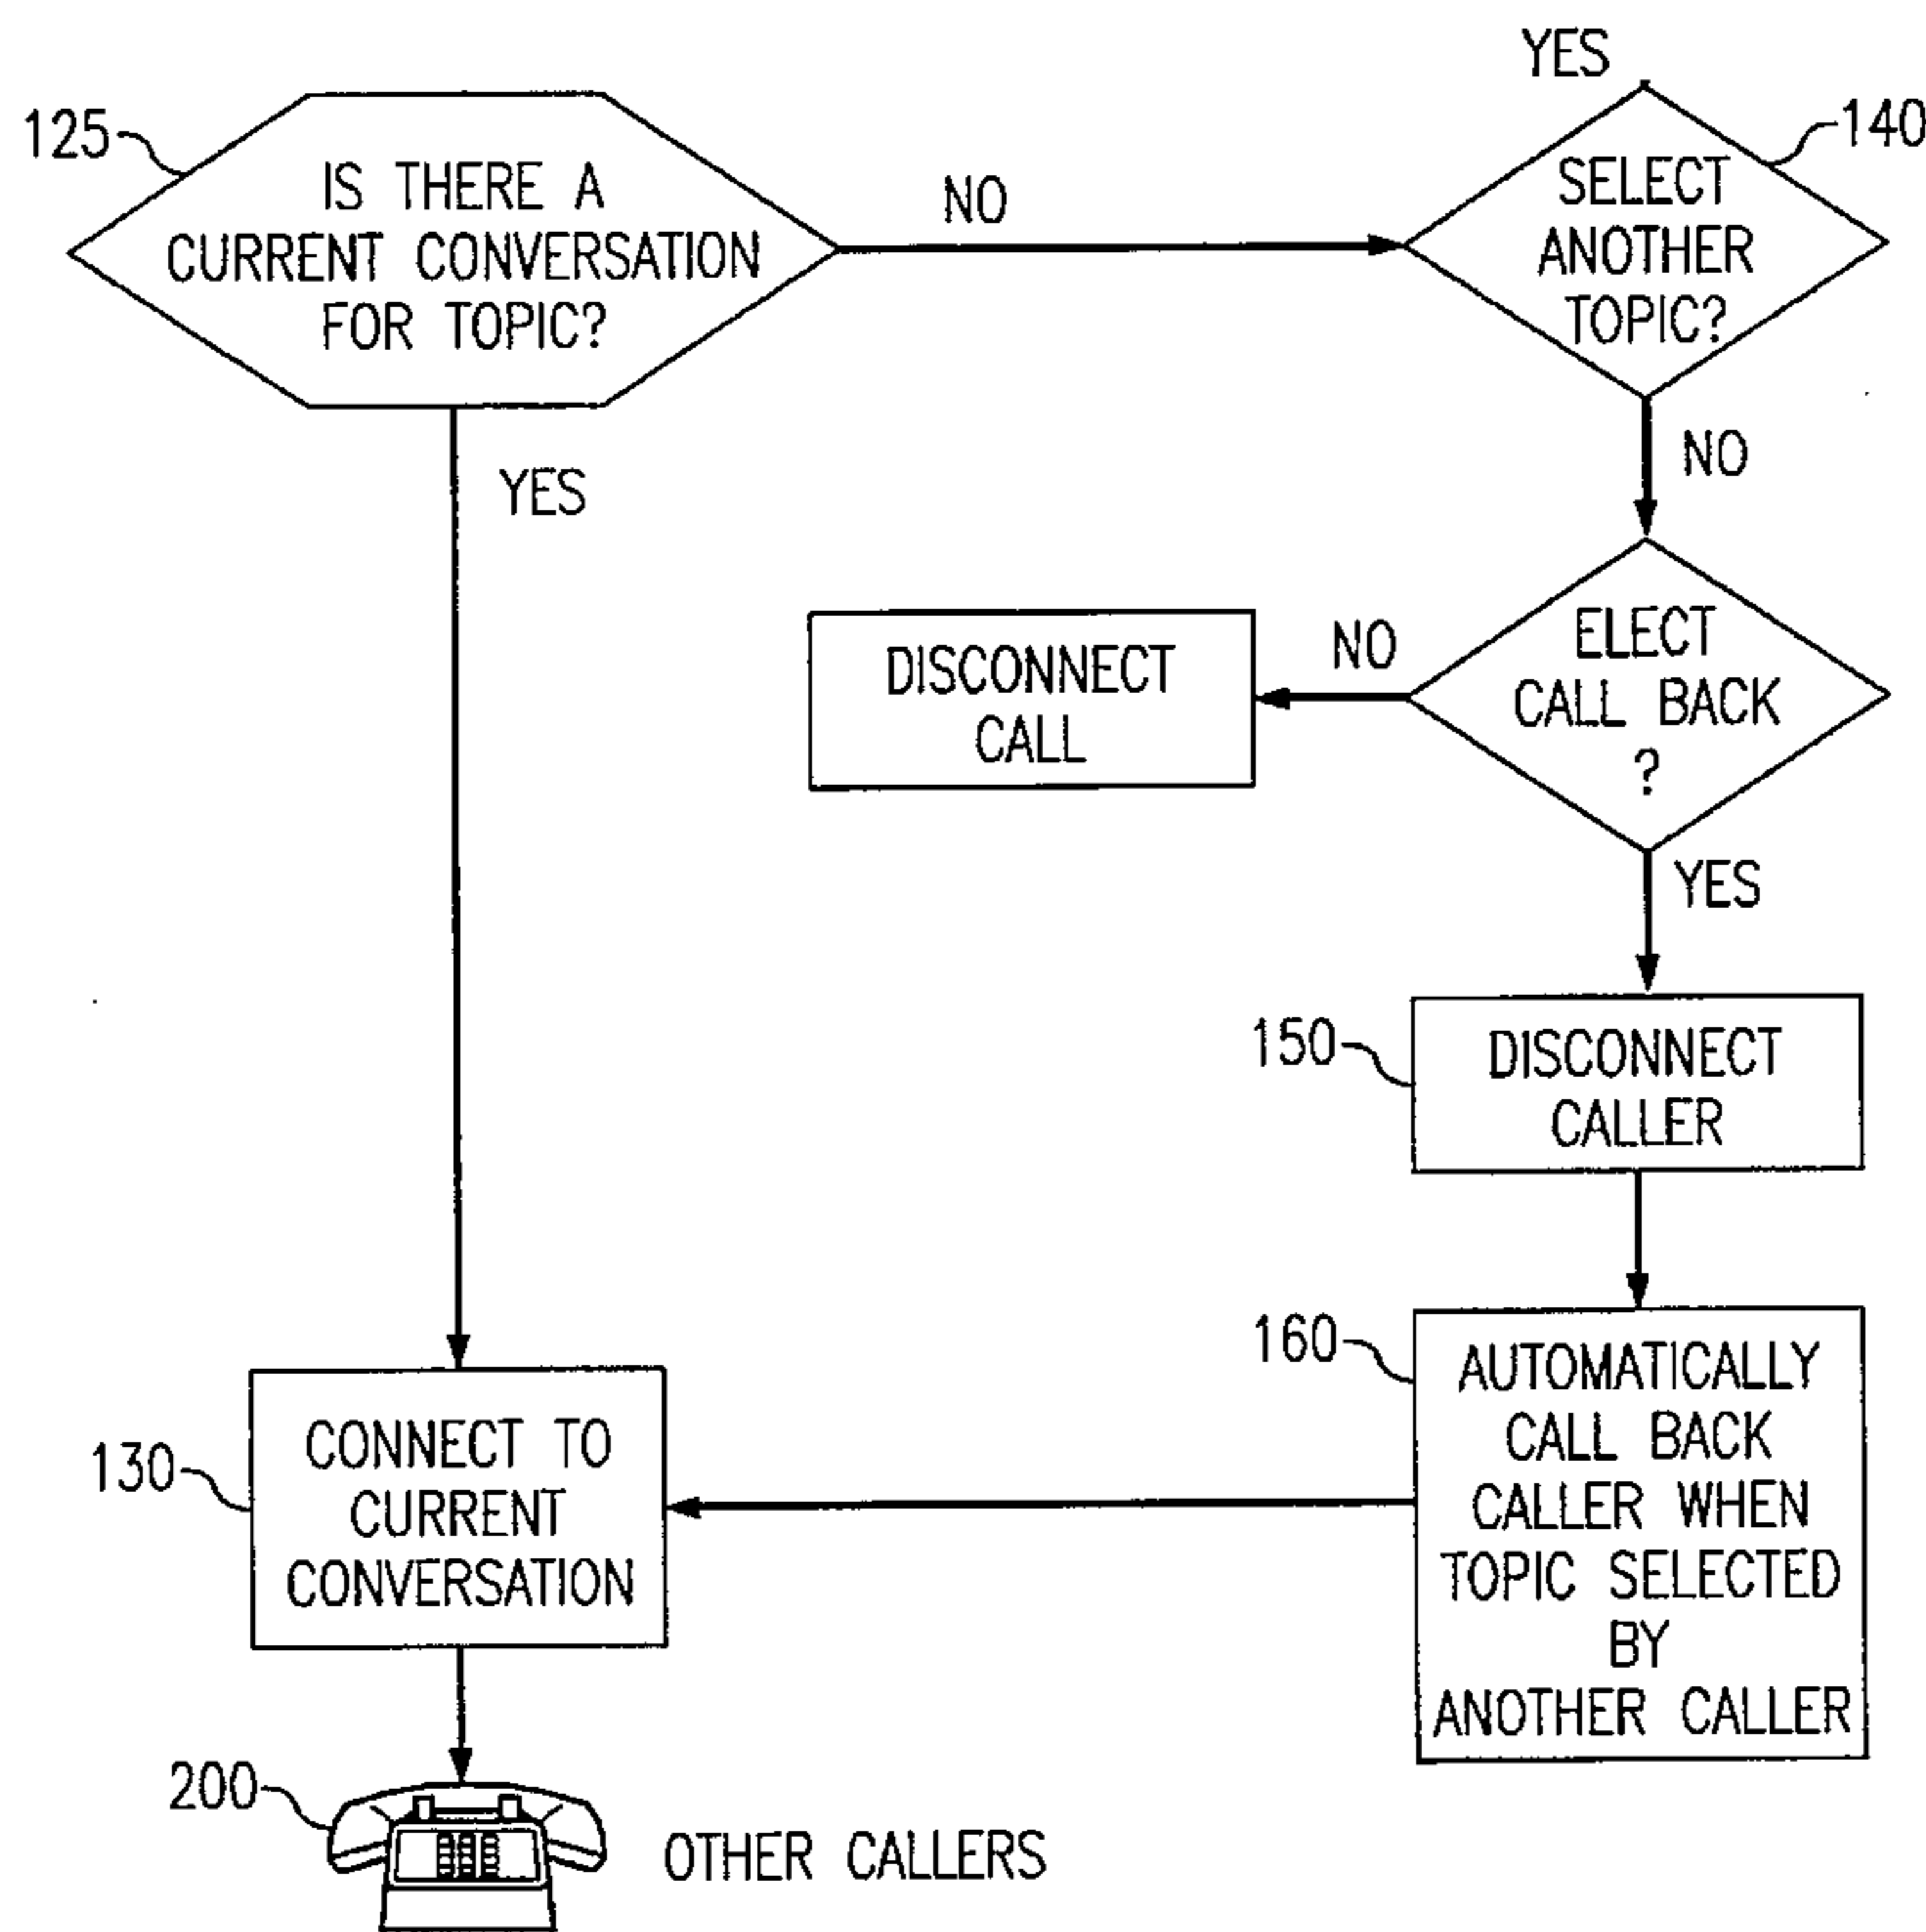 YES
125
IS THERE A
CURRENT CONVERSATION
FOR TOPIC?
NO
140
SELECT
ANOTHER
TOPIC?
YES
NO
DISCONNECT
CALL
NO
ELECT
CALL BACK
?
YES
150
DISCONNECT
CALLER
130
CONNECT TO
CURRENT
CONVERSATION
160
AUTOMATICALLY
CALL BACK
CALLER WHEN
TOPIC SELECTED
BY
ANOTHER CALLER
200
OTHER CALLERS